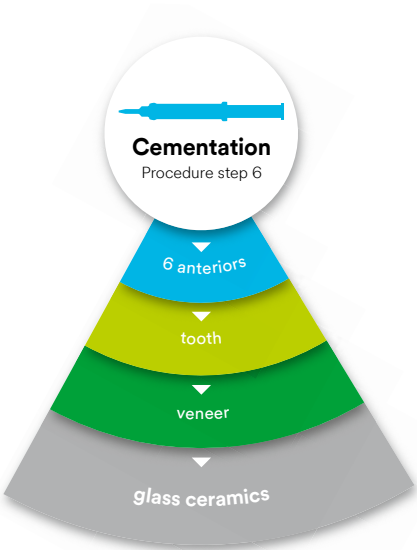 Cementation
Procedure step 6
6 anteriors
tooth
veneer
glass ceramics